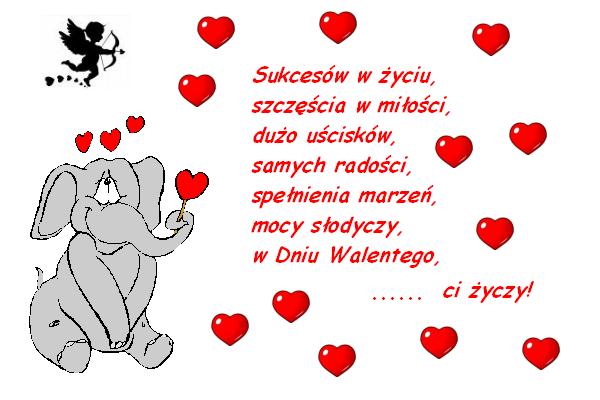 Sukcesów w życiu,
szczęścia w miłości,
dużo uścisków,
samych radości,
spełnienia marzeń,
mocy słodyczy,
w Dniu Walentego,
...... ci życzy!